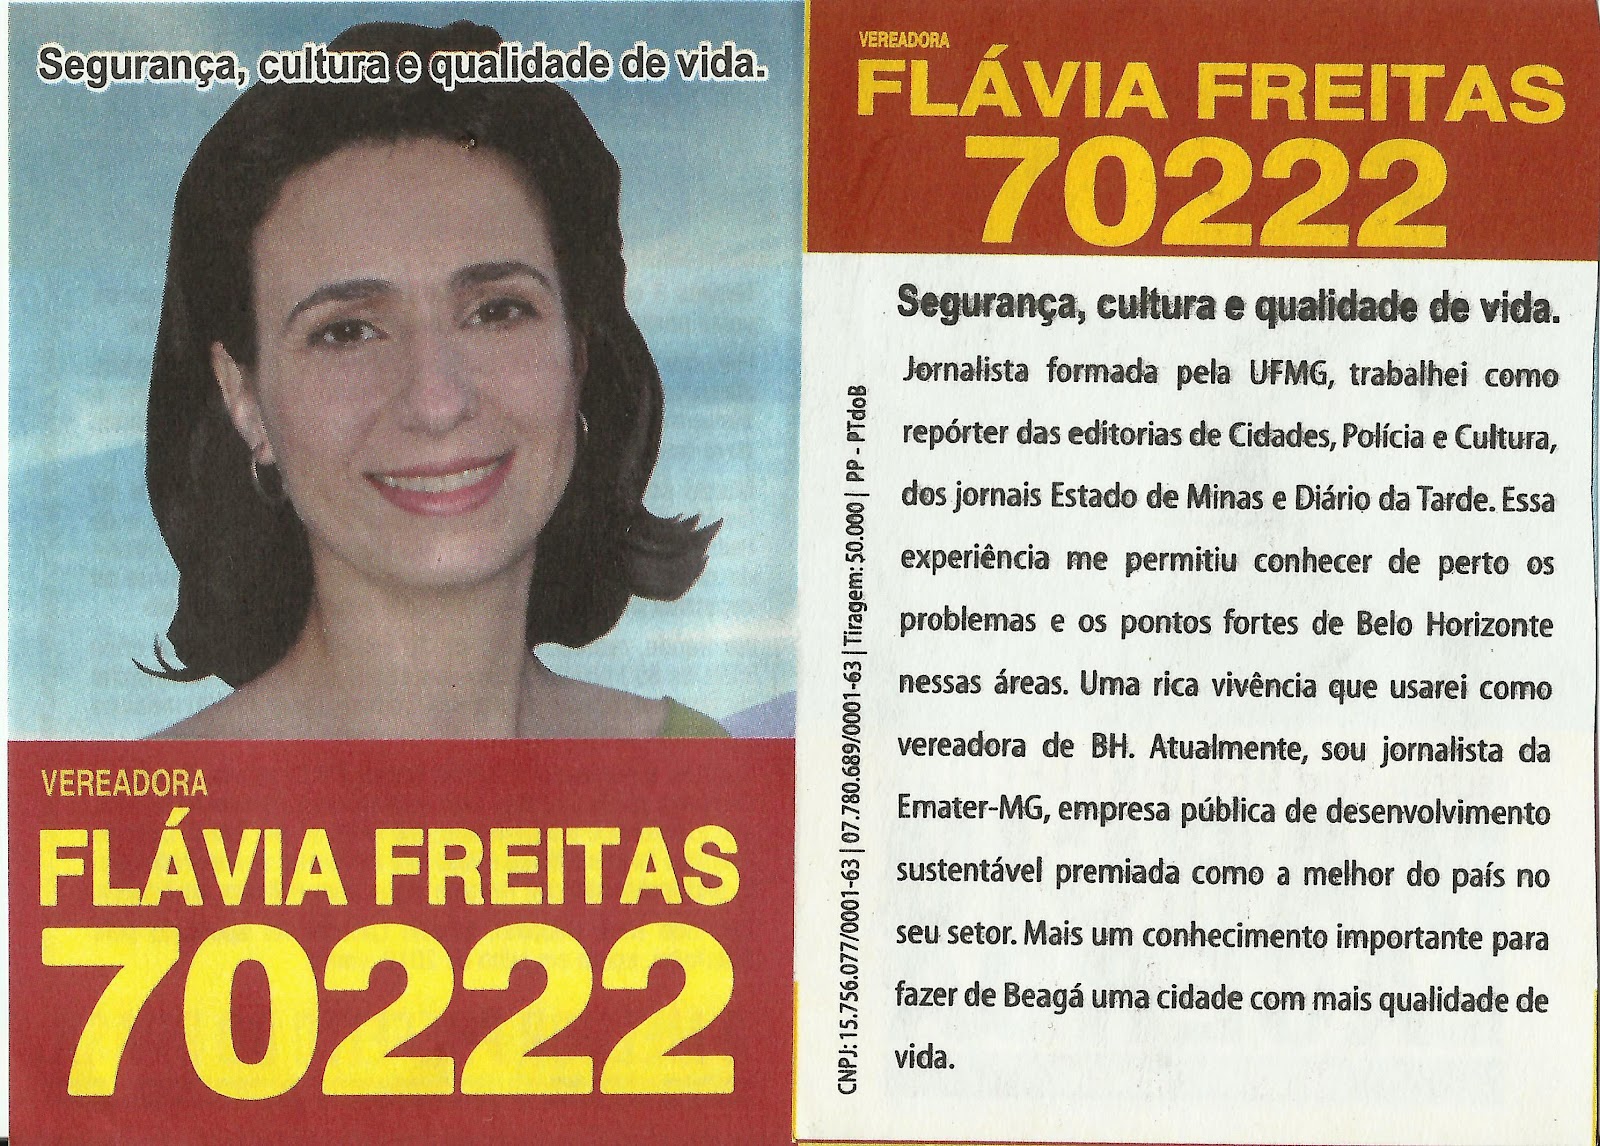 Segurança, cultura e qualidade de vida.
VEREADORA
FLÁVIA FREITAS
70222
VEREADORA
FLÁVIA FREITAS
70222
Segurança, cultura e qualidade de vida.
Jornalista formada pela UFMG, trabalhei como
repórter das editorias de Cidades, Polícia e Cultura,
dos jornais Estado de Minas e Diário da Tarde. Essa
experiência me permitiu conhecer de perto os
problemas e os pontos fortes de Belo Horizonte
nessas áreas. Uma rica vivência que usarei como
vereadora de BH. Atualmente, sou jornalista da
Emater-MG, empresa pública de desenvolvimento
sustentável premiada como a melhor do país no
seu setor. Mais um conhecimento importante para
fazer de Beagá uma cidade com mais qualidade de
vida.
CNPJ: 15.756.077/0001-63 | 07.780.689/0001-63 | Tiragem: 50.000 | PP - PTdoB